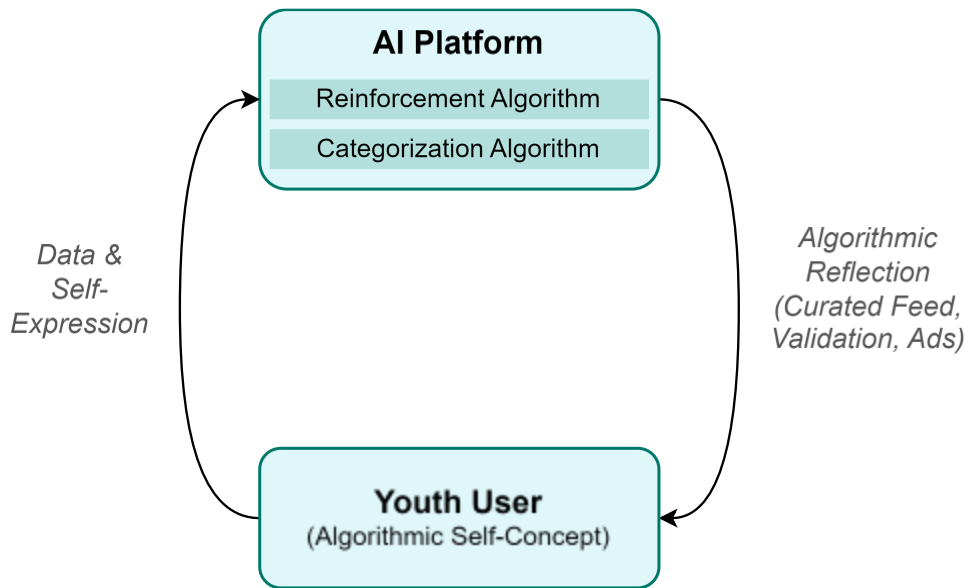 AI Platform
Reinforcement Algorithm
Categorization Algorithm
Data &
Self-
Expression
Algorithmic
Reflection
(Curated Feed,
Validation, Ads)
Youth User
(Algorithmic Self-Concept)